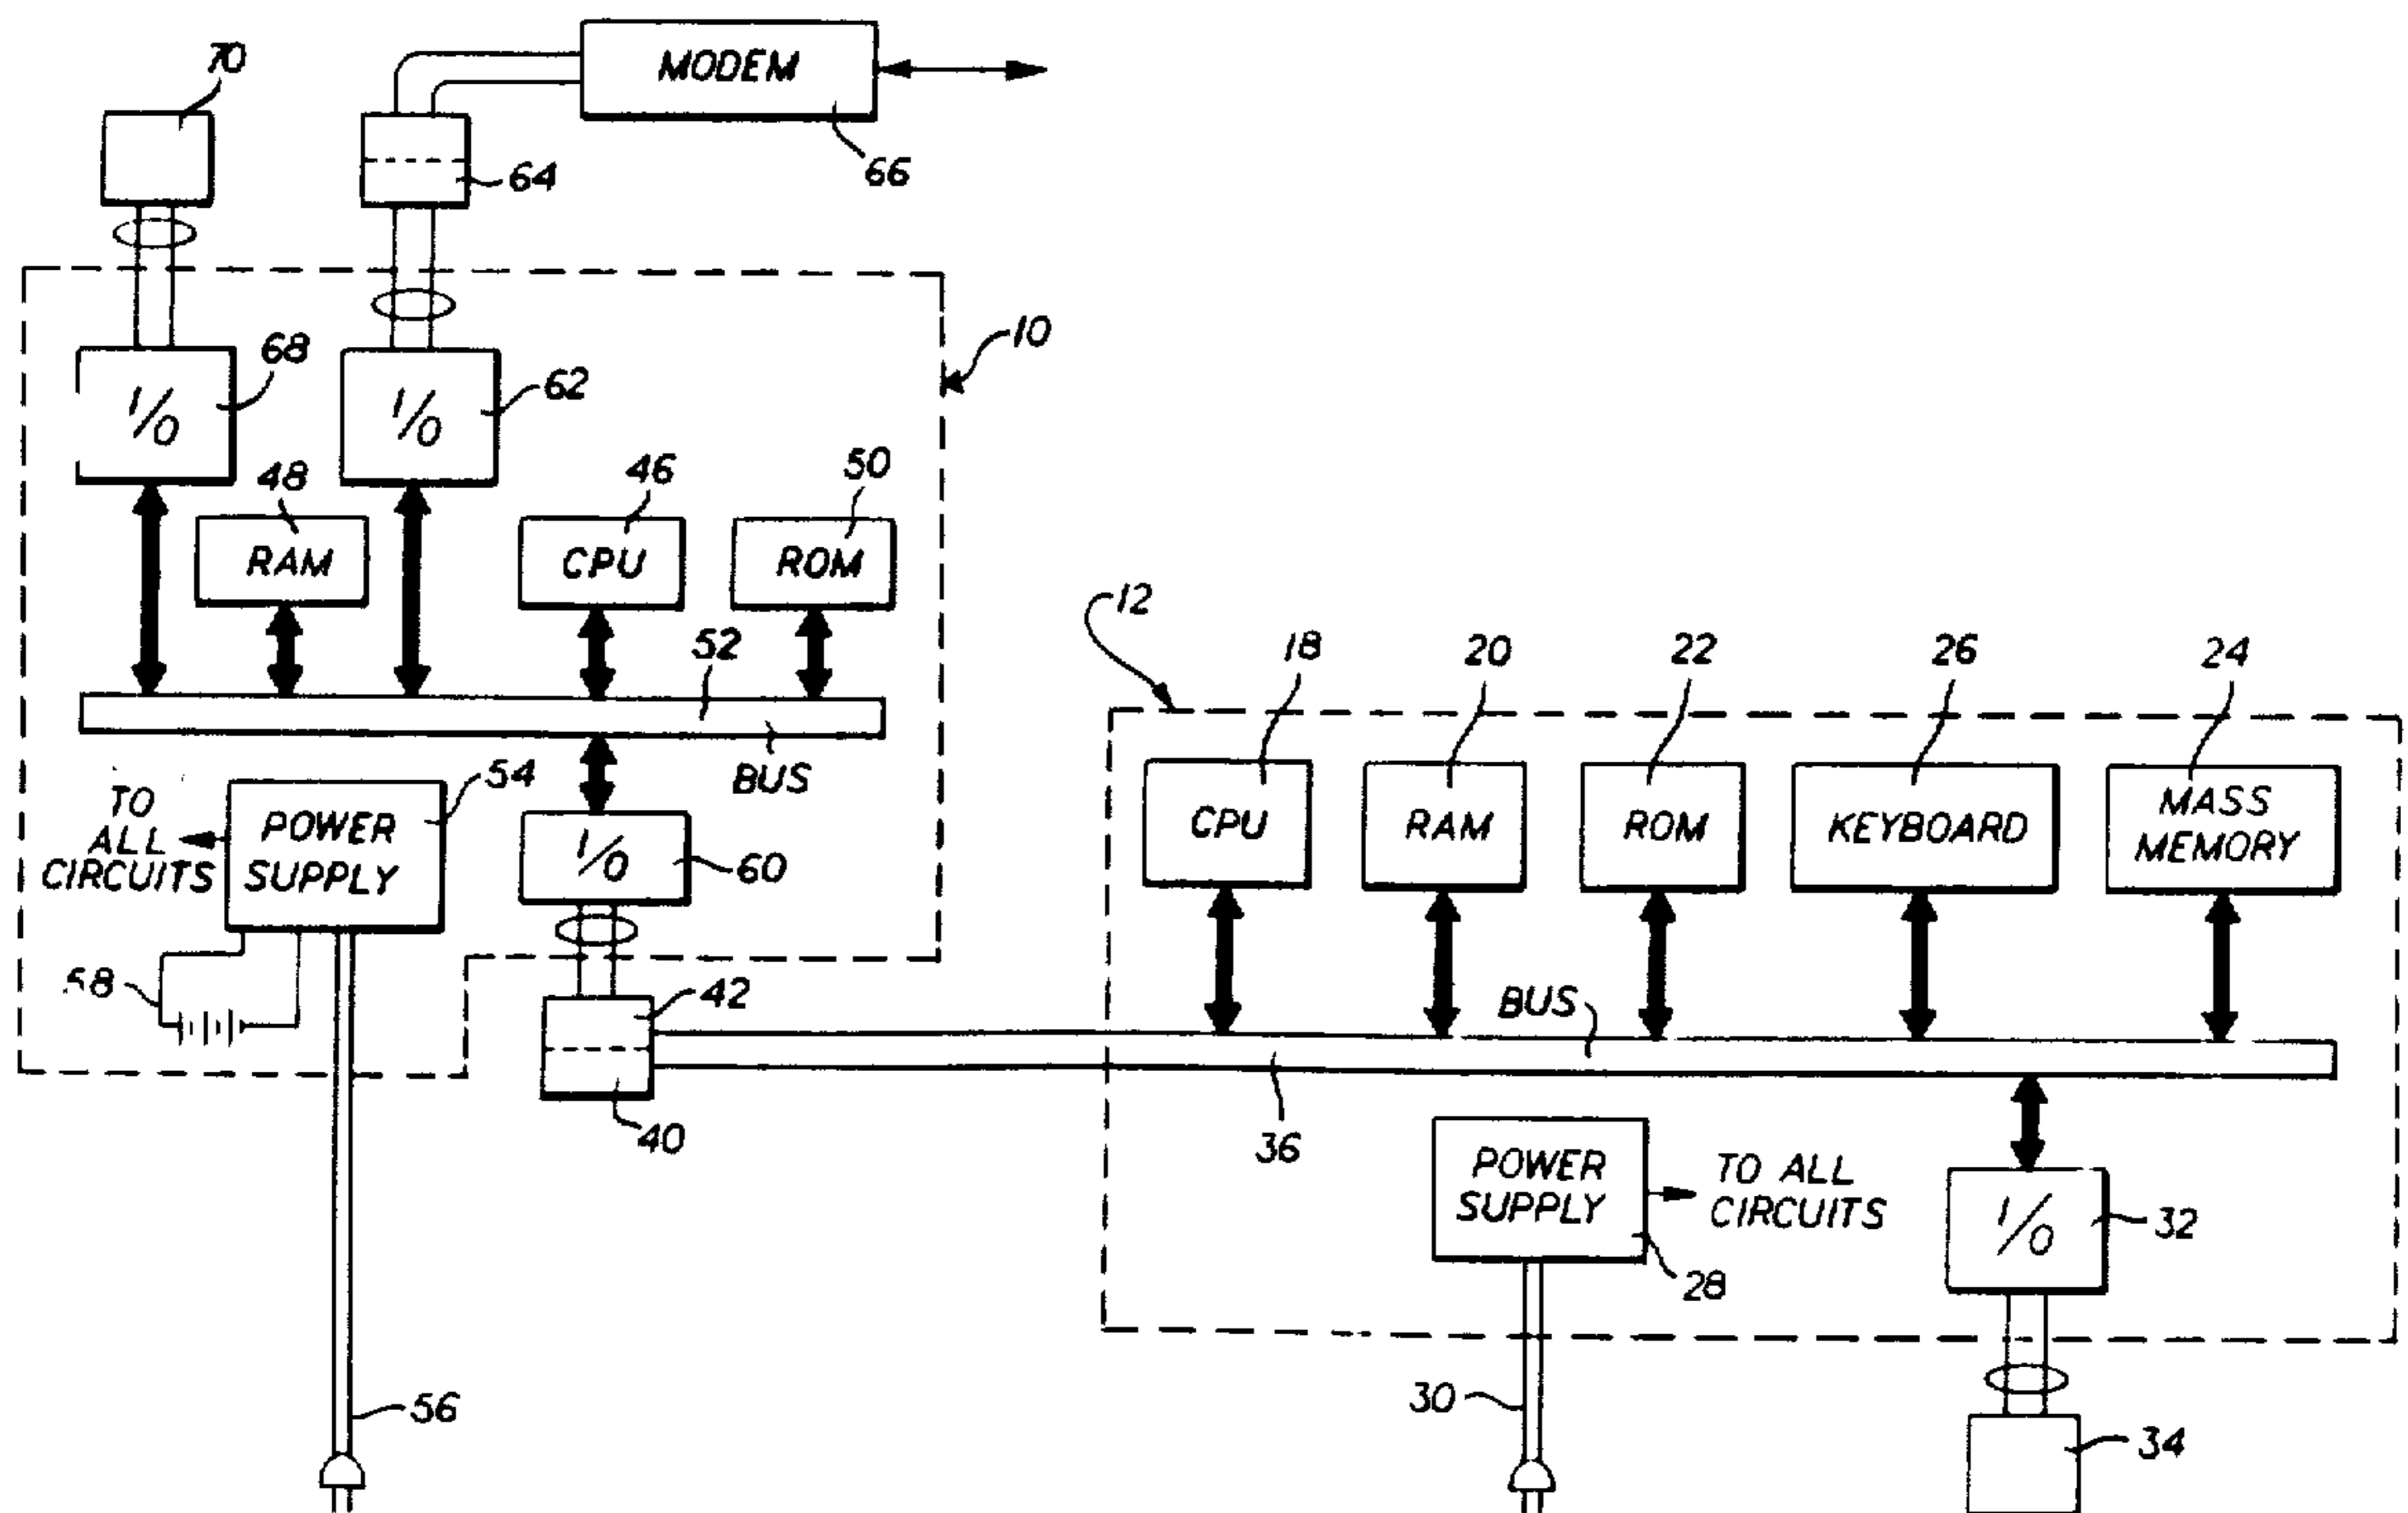 70
MODEM
66
64
10
68
62
I/O
I/O
48
46
50
RAM
CPU
ROM
52
BUS
54
TO
ALL
CIRCUITS
POWER
SUPPLY
I/O
60
58
42
40
56
12
18
20
22
26
24
CPU
RAM
ROM
KEYBOARD
MASS
MEMORY
BUS
36
POWER
SUPPLY
TO ALL
CIRCUITS
28
I/O
32
30
34